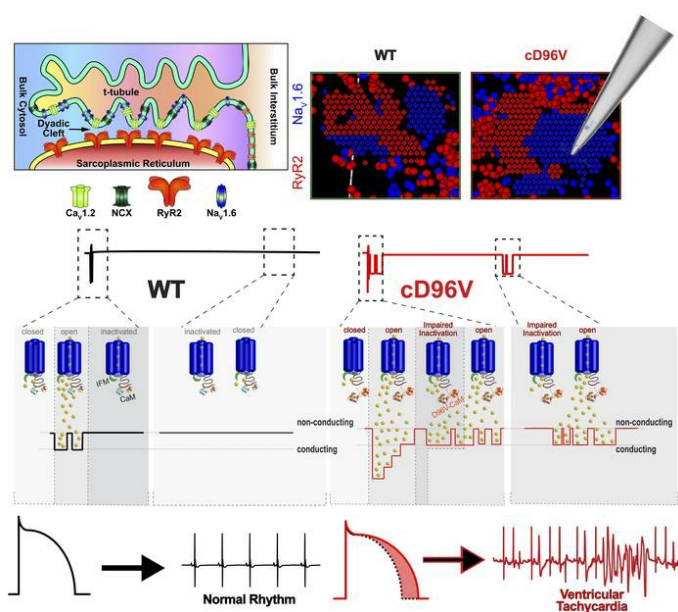 WT
cD96V
Bulk Cytosol
t-tubule
Bulk Interstitium
Dyadic
Cleft
Sarcoplasmic Reticulum
RyR2
Naᵥ1.6
Caᵥ1.2
NCX
RyR2
Naᵥ1.6
WT
cD96V
closed
open
inactivated
inactivated
closed
closed
open
Impaired
Inactivation
open
Impaired
Inactivation
open
IFM
CaM
D96V-CaM
non-conducting
conducting
non-conducting
conducting
Normal Rhythm
Ventricular
Tachycardia